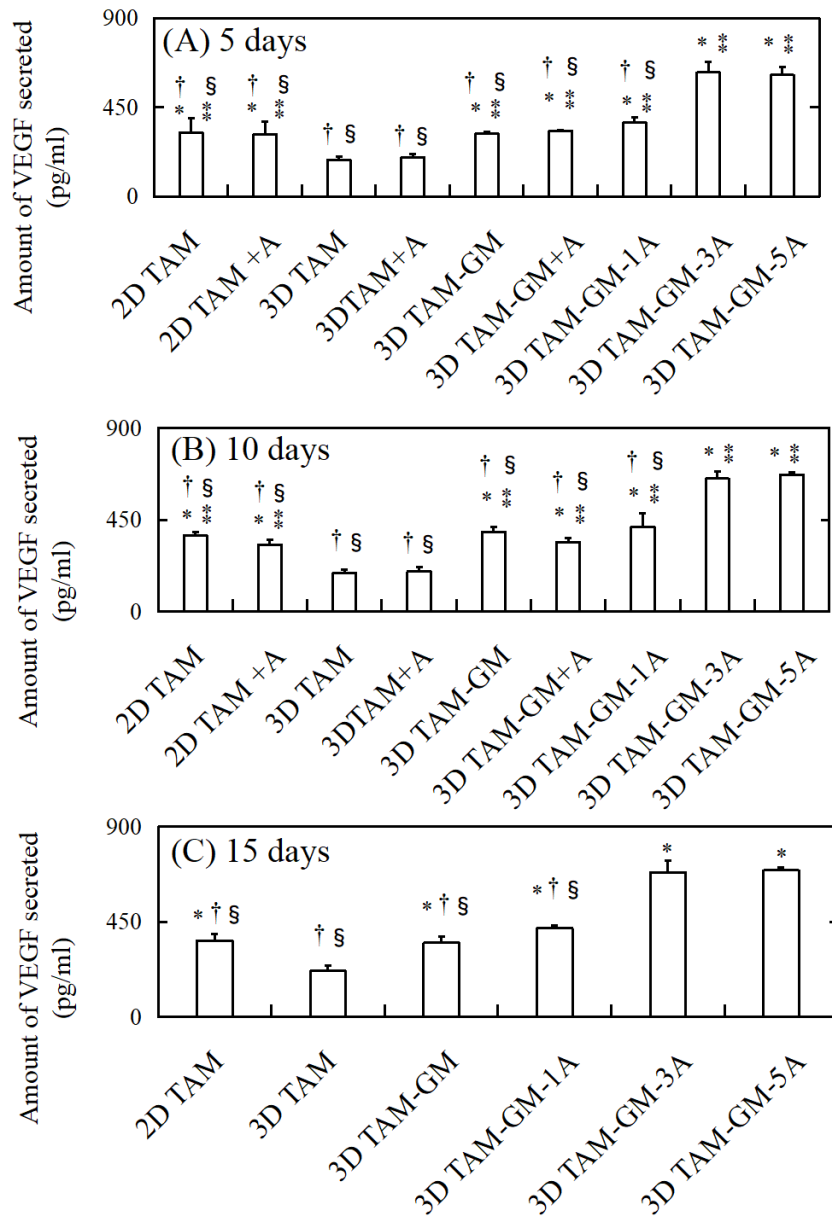 Amount of VEGF secreted
(pg/ml)
900
450
0
(A) 5 days
† § † § † § † § † § † § † § * ** * **
* ** * ** * ** * ** * **
2D TAM
2D TAM +A
3D TAM
3DTAM+A
3D TAM-GM
3D TAM-GM+A
3D TAM-GM-1A
3D TAM-GM-3A
3D TAM-GM-5A
Amount of VEGF secreted
(pg/ml)
900
450
0
(B) 10 days
† § † § † § † § † § † § † § * ** * **
* ** * ** * ** * ** * **
2D TAM
2D TAM +A
3D TAM
3DTAM+A
3D TAM-GM
3D TAM-GM+A
3D TAM-GM-1A
3D TAM-GM-3A
3D TAM-GM-5A
Amount of VEGF secreted
(pg/ml)
900
450
0
(C) 15 days
* † § † § * † § * † § * *
2D TAM
3D TAM
3D TAM-GM
3D TAM-GM-1A
3D TAM-GM-3A
3D TAM-GM-5A